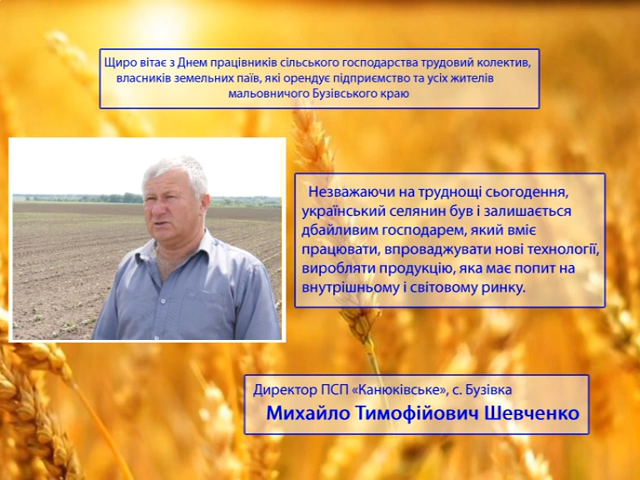 Щиро вітає з Днем працівників сільського господарства трудовий колектив,
власників земельних паїв, які орендує підприємство та усіх жителів
мальовничого Бузівського краю
Незважаючи на труднощі сьогодення,
український селянин був і залишається
дбайливим господарем, який вміє
працювати, впроваджувати нові технології,
виробляти продукцію, яка має попит на
внутрішньому і світовому ринку.
Директор ПСП «Канюківське», с. Бузівка
Михайло Тимофійович Шевченко